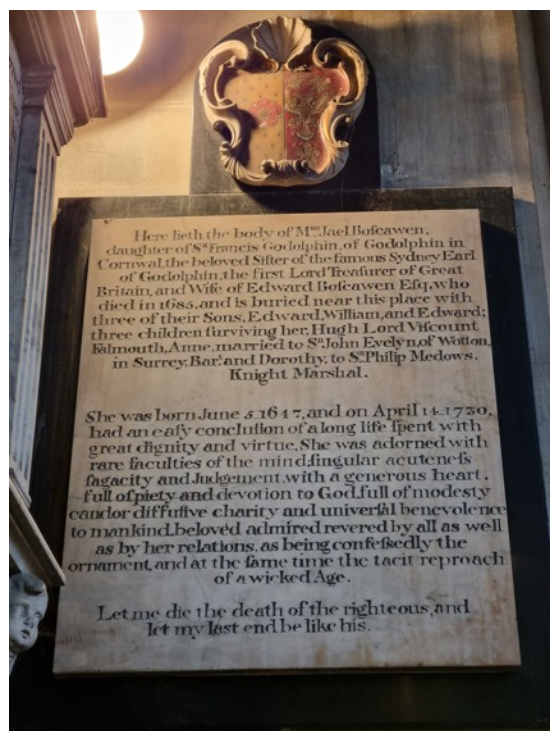 Here lieth the body of Mrs. Jael Boſcawen,
daughter of Sr. Francis Godolphin, of Godolphin in
Cornwal, the beloved Siſter of the famous Sydney Earl
of Godolphin, the first Lord Treaſurer of Great
Britain, and Wife of Edward Boſcawen Eſq, who
died in 1685, and is buried near this place with
three of their Sons, Edward, William, and Edward;
three children ſurviving her, Hugh Lord Viſcount
Falmouth, Anne, married to Sr. John Evelyn, of Wotton,
in Surrey, Bart. and Dorothy, to Sr. Philip Medows.
Knight Marshal.
She was born June 5. 1647, and on April 14. 1730,
had an eaſy concluſion of a long life ſpent with
great dignity and virtue. She was adorned with
rare faculties of the mind, ſingular acuteneſs
ſagacity and Judgement, with a generous heart,
full of piety and devotion to God, full of modesty
candor diffuſive charity and univerſal benevolence
to mankind, belov'd admired revered by all as well
as by her relations, as being confeſsedly the
ornament, and at the ſame time the tacit reproach
of a wicked Age.
Let me die the death of the righteous, and
let my last end be like his.